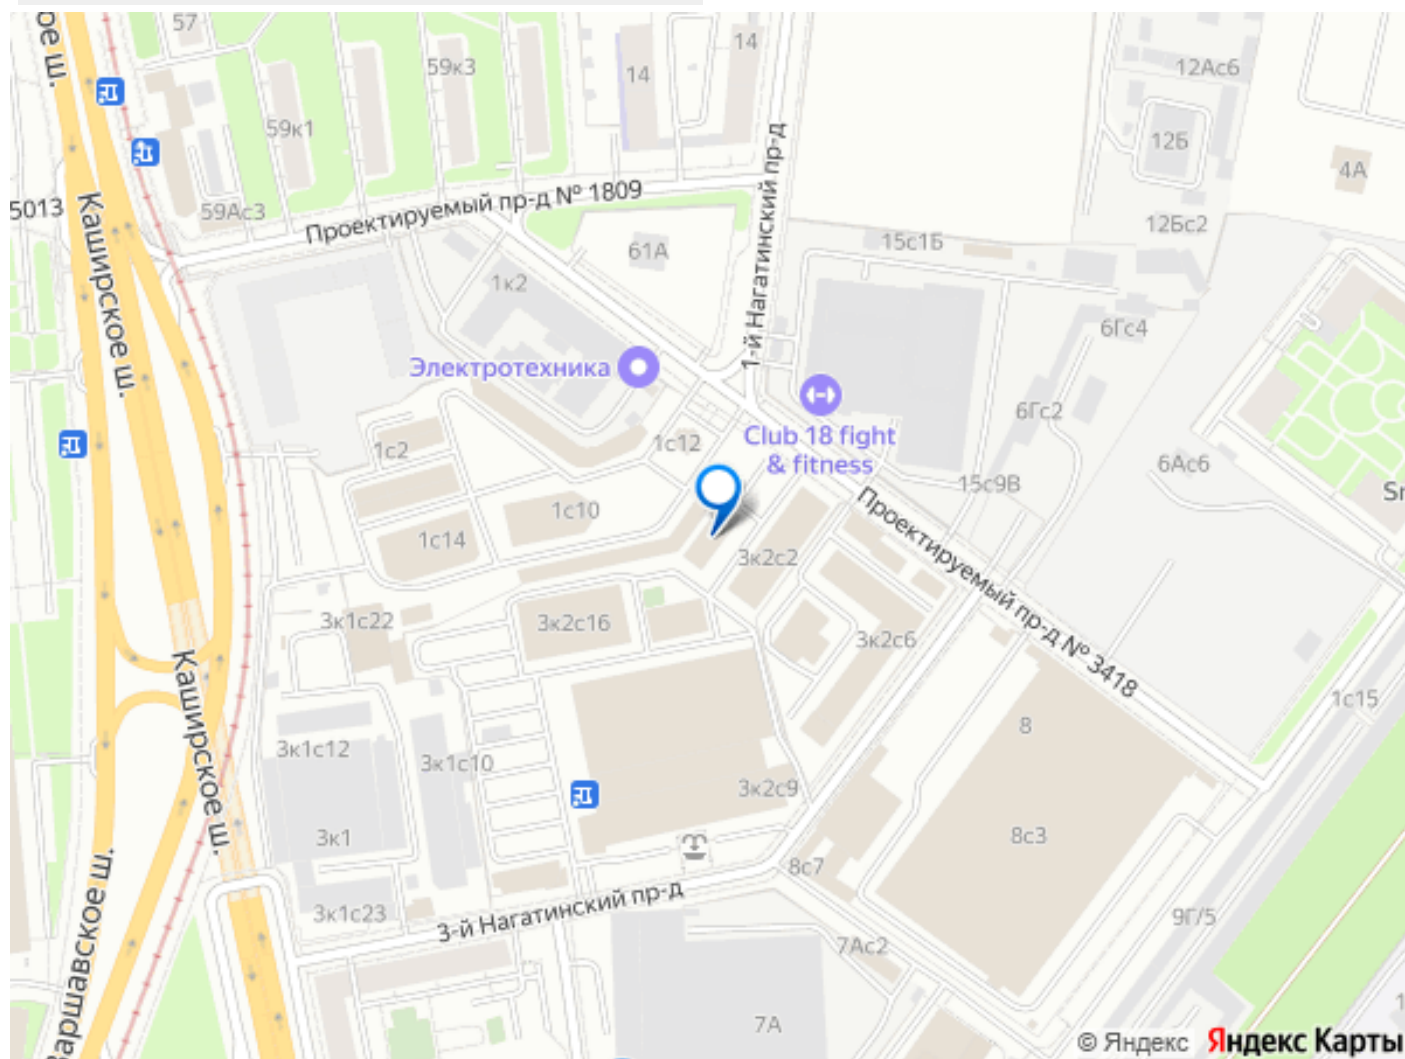 57
14
ое ш.
59к3
14
12Ас6
59к1
12Б
4А
5013
59Ас3
Проектируемый пр-д № 1809
1-й Нагатинский пр-д
12Бс2
15с1Б
61А
Каширское ш.
1к2
6Гс4
Электротехника
6Гс2
Club 18 fight
& fitness
1с2
1с12
6Ас6
15с9В
Sr
1с10
1с14
3к2с2
Проектируемый пр-д № 3418
3к1с22
3к2с16
3к2с6
Каширское ш.
1с15
8
3к1с12
3к1с10
3к2с9
3к1
8с3
8с7
Варшавское ш.
3к1с23
3-й Нагатинский пр-д
9Г/5
7Ас2
7А
© Яндекс Яндекс Карты